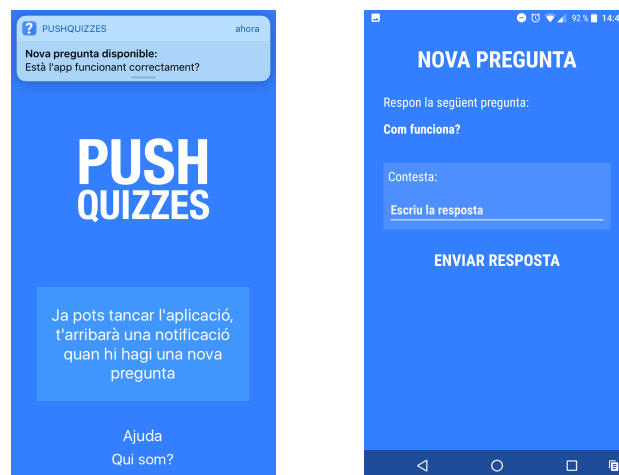 PUSHQUIZZES ahora
Nova pregunta disponible:
Està l'app funcionant correctament?
PUSH
QUIZZES
Ja pots tancar l'aplicació,
t'arribarà una notificació
quan hi hagi una nova
pregunta
Ajuda
Qui som?
92 % 14:4
NOVA PREGUNTA
Respon la següent pregunta:
Com funciona?
Contesta:
Escriu la resposta
ENVIAR RESPOSTA